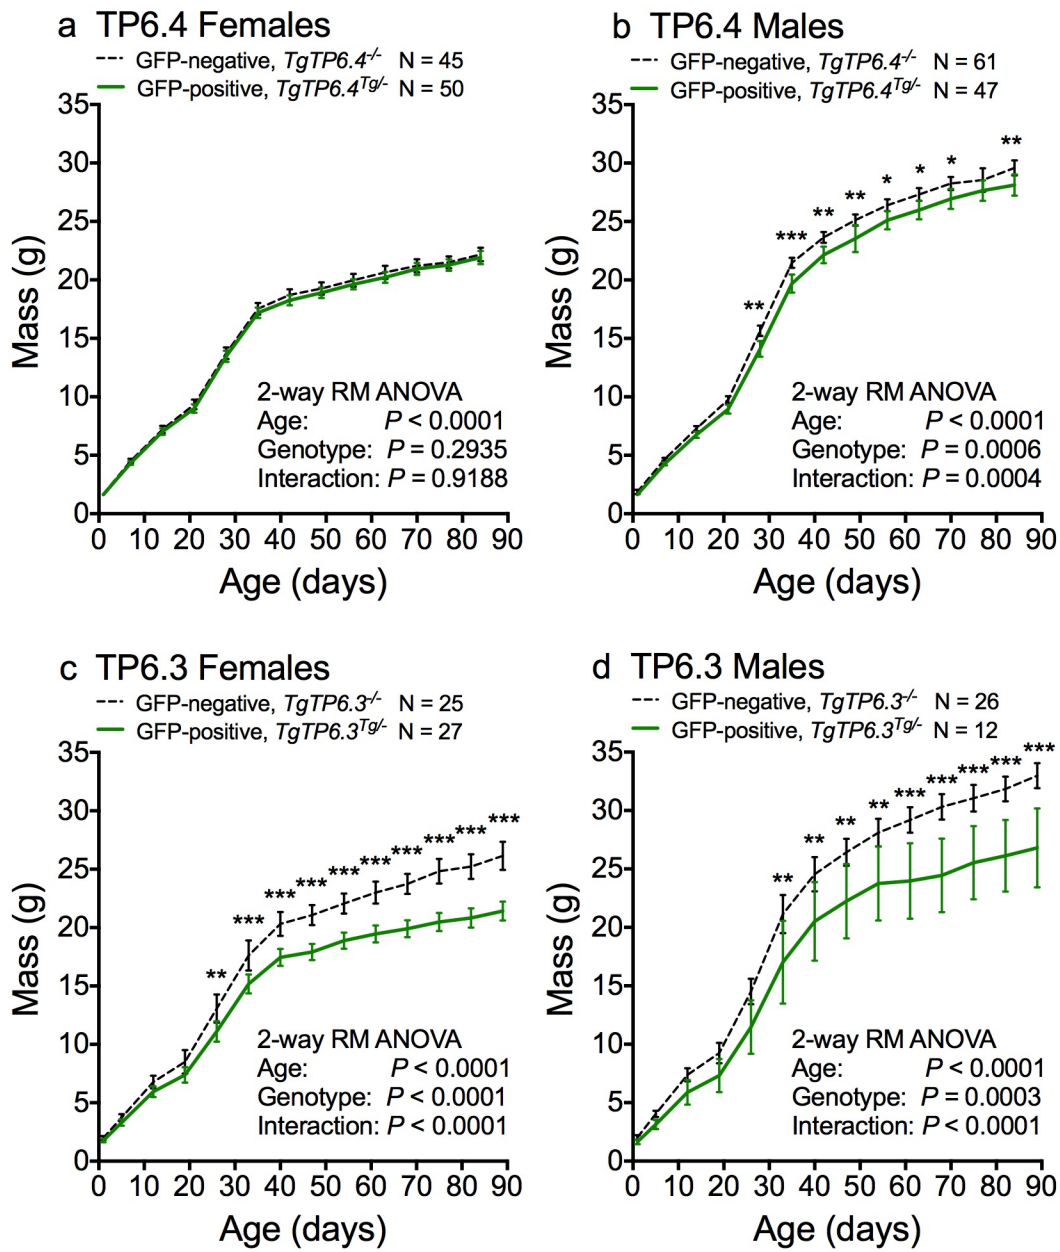 a TP6.4 Females
GFP-negative, TgTP6.4-/- N = 45
GFP-positive, TgTP6.4Tg/- N = 50
35
30
25
20
15
10
5
0
Mass (g)
2-way RM ANOVA
Age: P < 0.0001
Genotype: P = 0.2935
Interaction: P = 0.9188
0 10 20 30 40 50 60 70 80 90
Age (days)
b TP6.4 Males
GFP-negative, TgTP6.4-/- N = 61
GFP-positive, TgTP6.4Tg/- N = 47
35
30
25
20
15
10
5
0
Mass (g)
** *** ** ** * * * **
2-way RM ANOVA
Age: P < 0.0001
Genotype: P = 0.0006
Interaction: P = 0.0004
0 10 20 30 40 50 60 70 80 90
Age (days)
c TP6.3 Females
GFP-negative, TgTP6.3-/- N = 25
GFP-positive, TgTP6.3Tg/- N = 27
35
30
25
20
15
10
5
0
Mass (g)
** *** *** *** *** *** *** *** *** ***
2-way RM ANOVA
Age: P < 0.0001
Genotype: P < 0.0001
Interaction: P < 0.0001
0 10 20 30 40 50 60 70 80 90
Age (days)
d TP6.3 Males
GFP-negative, TgTP6.3-/- N = 26
GFP-positive, TgTP6.3Tg/- N = 12
35
30
25
20
15
10
5
0
Mass (g)
** ** ** ** *** *** *** *** ***
2-way RM ANOVA
Age: P < 0.0001
Genotype: P = 0.0003
Interaction: P < 0.0001
0 10 20 30 40 50 60 70 80 90
Age (days)